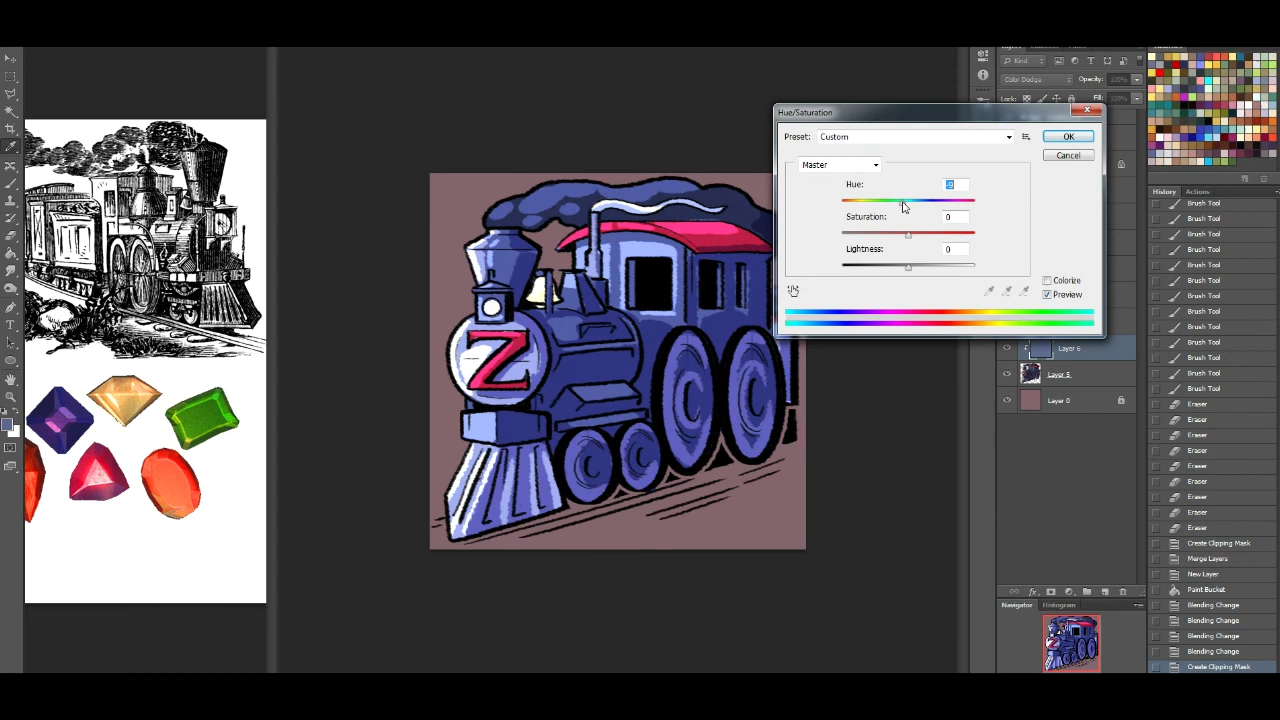 Kind
Color Dodge
Opacity: 100%
Lock:
Fill:
Hue/Saturation
Preset: Custom
OK
Cancel
Master
Hue: -9
Saturation: 0
Lightness: 0
Colorize
Preview
Z
Layer 6
Layer 5
Layer 0
Navigator Histogram
History Actions
Brush Tool
Brush Tool
Brush Tool
Brush Tool
Brush Tool
Brush Tool
Brush Tool
Brush Tool
Brush Tool
Brush Tool
Brush Tool
Brush Tool
Brush Tool
Eraser
Eraser
Eraser
Eraser
Eraser
Eraser
Eraser
Eraser
Eraser
Create Clipping Mask
Merge Layers
New Layer
Paint Bucket
Blending Change
Blending Change
Blending Change
Blending Change
Create Clipping Mask